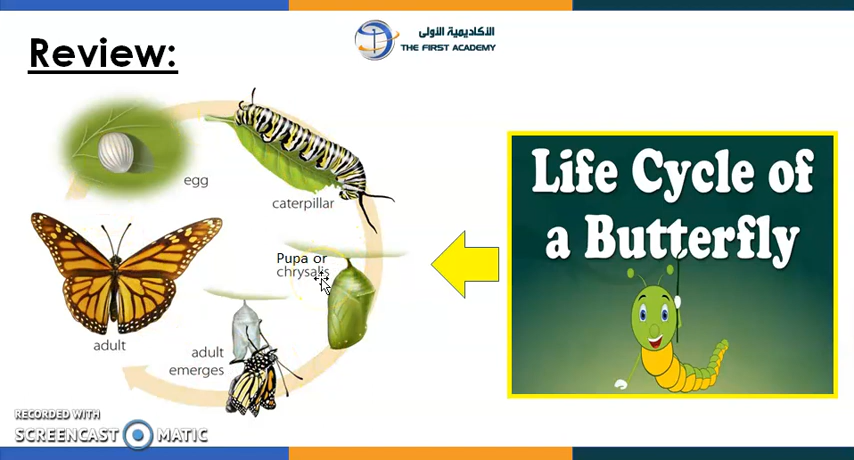 الأكاديمية الأولى
THE FIRST ACADEMY
Review:
egg
caterpillar
Pupa or
chrysalis
adult
emerges
adult
Life Cycle of
a Butterfly
RECORDED WITH
SCREENCAST MATIC